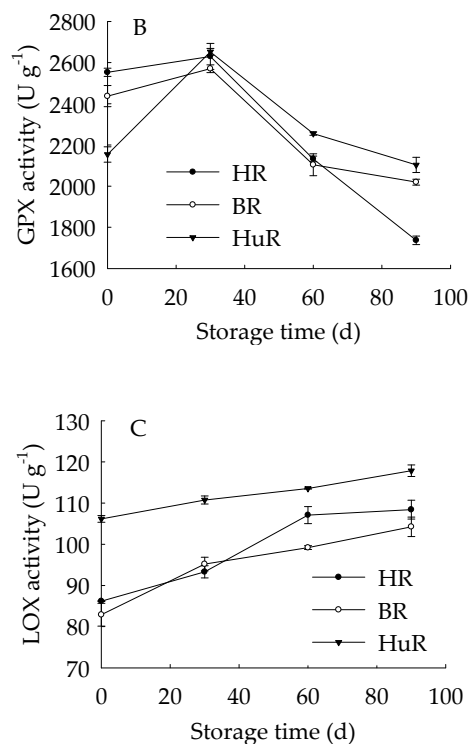 2800
B
2600
2400
2200
2000
1800
1600
GPX activity (U g⁻¹)
HR
BR
HuR
0 20 40 60 80 100
Storage time (d)
130
C
120
110
100
90
80
70
LOX activity (U g⁻¹)
HR
BR
HuR
0 20 40 60 80 100
Storage time (d)